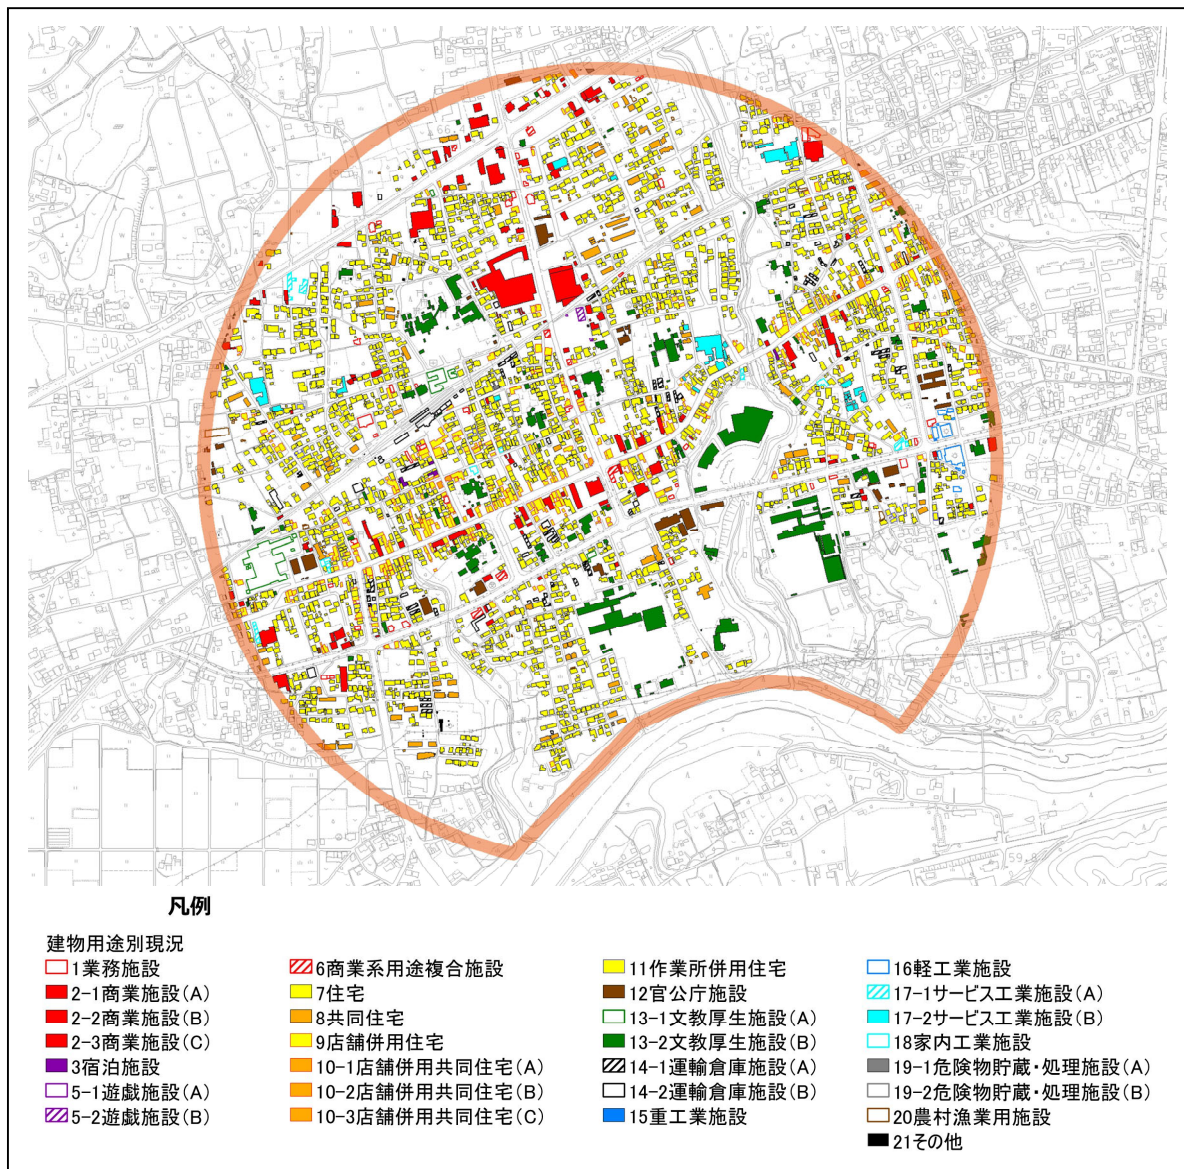 59.8
凡例
建物用途別現況
1業務施設
2-1商業施設(A)
2-2商業施設(B)
2-3商業施設(C)
3宿泊施設
5-1遊戯施設(A)
5-2遊戯施設(B)
6商業系用途複合施設
7住宅
8共同住宅
9店舗併用住宅
10-1店舗併用共同住宅(A)
10-2店舗併用共同住宅(B)
10-3店舗併用共同住宅(C)
11作業所併用住宅
12官公庁施設
13-1文教厚生施設(A)
13-2文教厚生施設(B)
14-1運輸倉庫施設(A)
14-2運輸倉庫施設(B)
15重工業施設
16軽工業施設
17-1サービス工業施設(A)
17-2サービス工業施設(B)
18家内工業施設
19-1危険物貯蔵・処理施設(A)
19-2危険物貯蔵・処理施設(B)
20農村漁業用施設
21その他